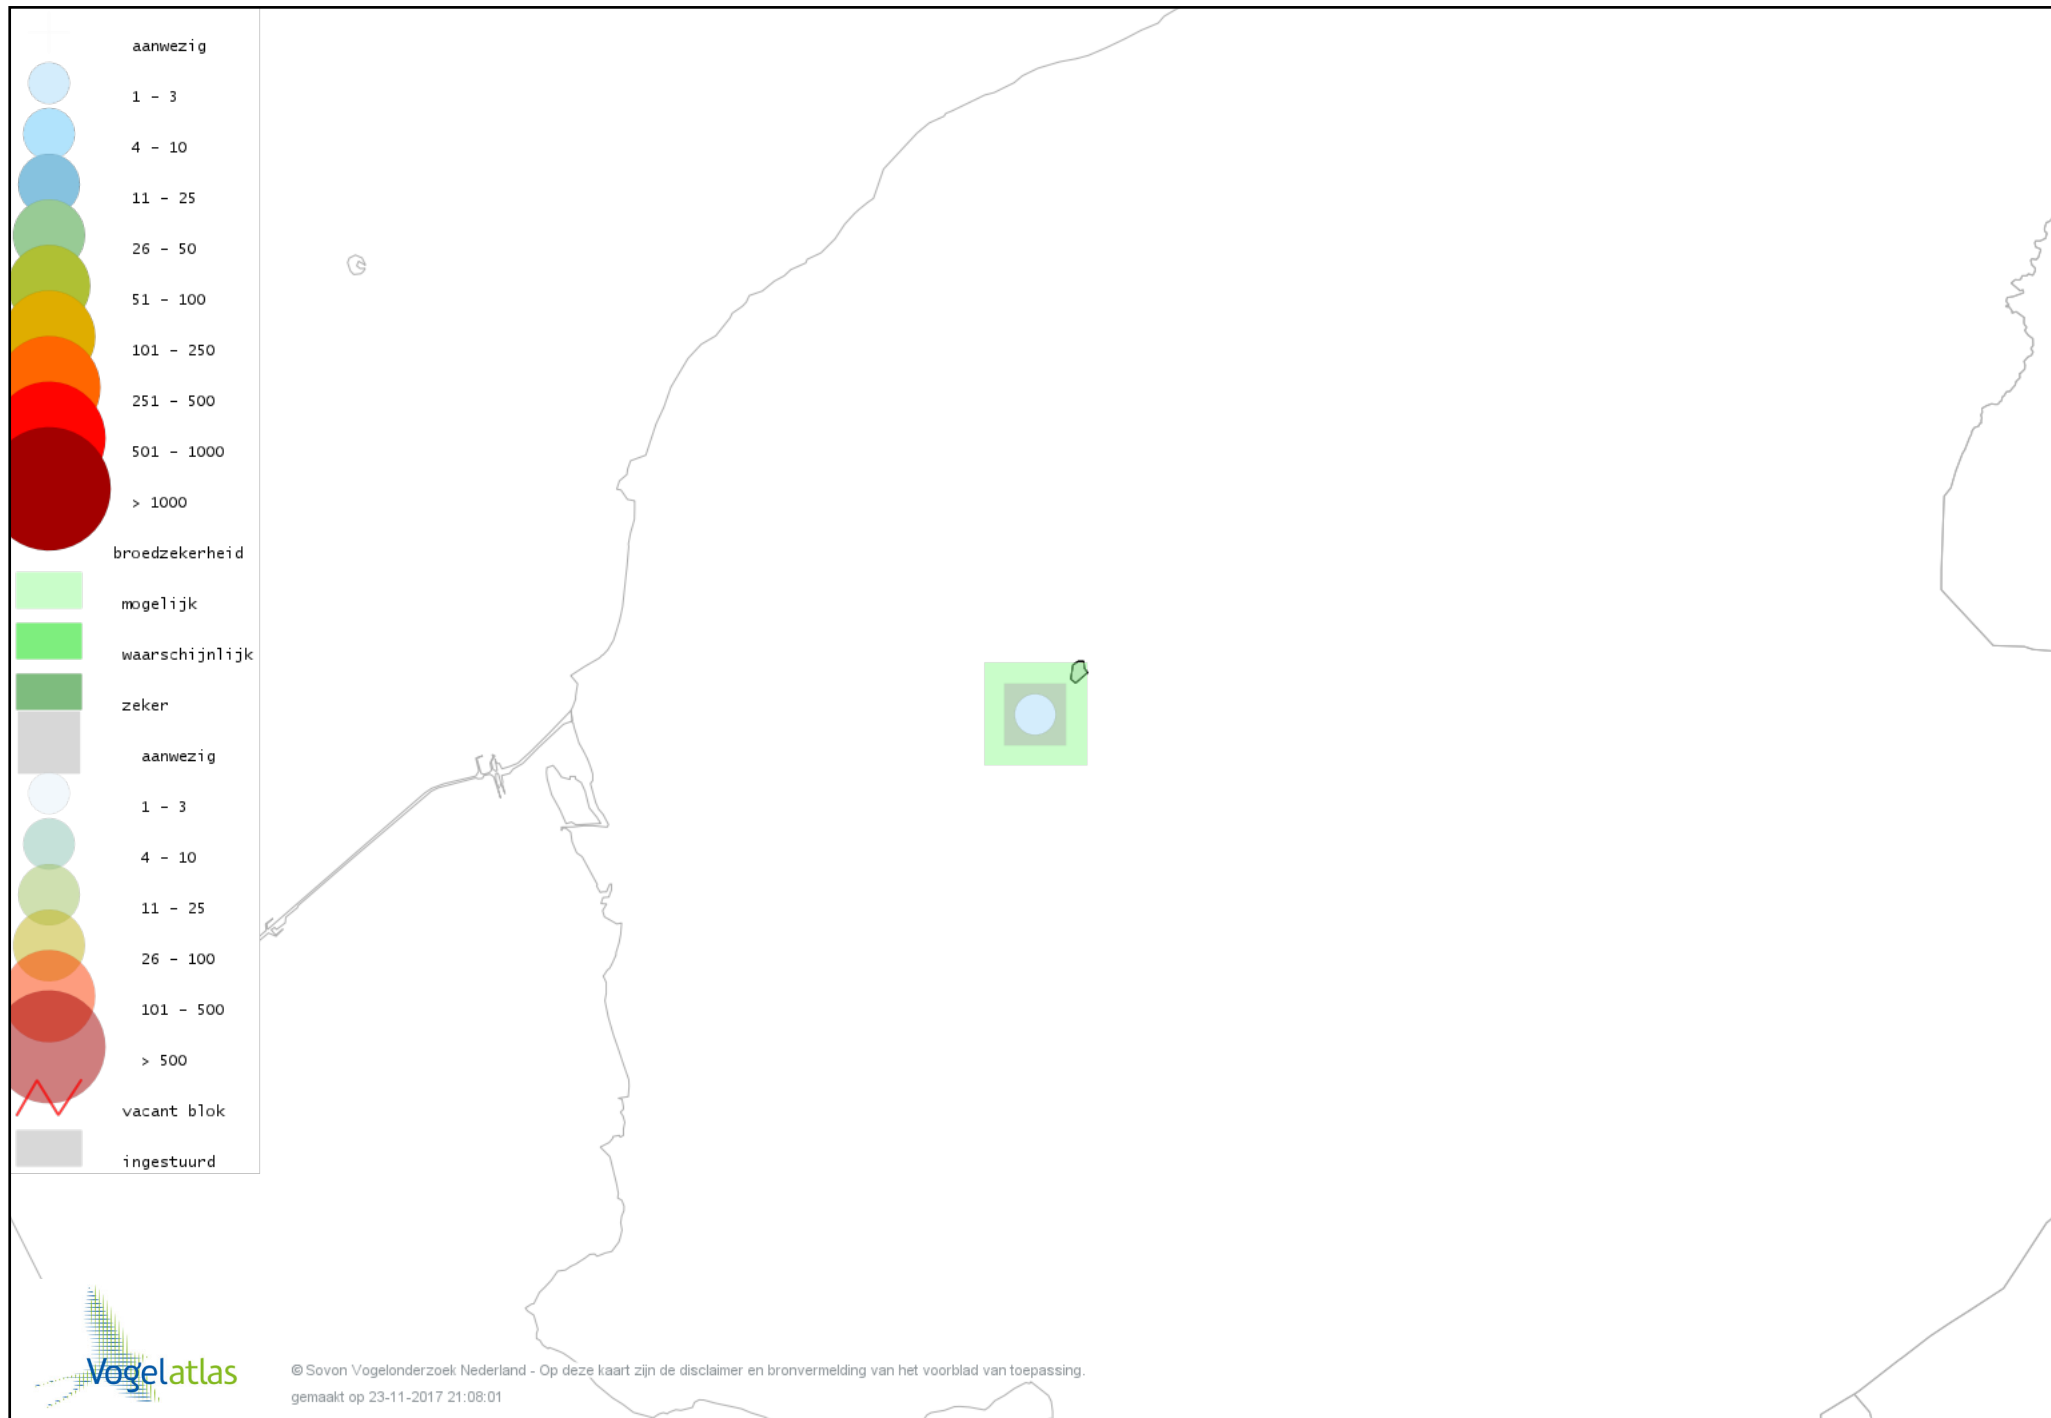 aanwezig
1 - 3
4 - 10
11 - 25
26 - 50
51 - 100
101 - 250
251 - 500
501 - 1000
> 1000
broedzekerheid
mogelijk
waarschijnlijk
zeker
aanwezig
1 - 3
4 - 10
11 - 25
26 - 100
101 - 500
> 500
vacant blok
ingestuurd
Vogelatlas
© Sovon Vogelonderzoek Nederland - Op deze kaart zijn de disclaimer en bronvermelding van het voorblad van toepassing.
gemaakt op 23-11-2017 21:08:01